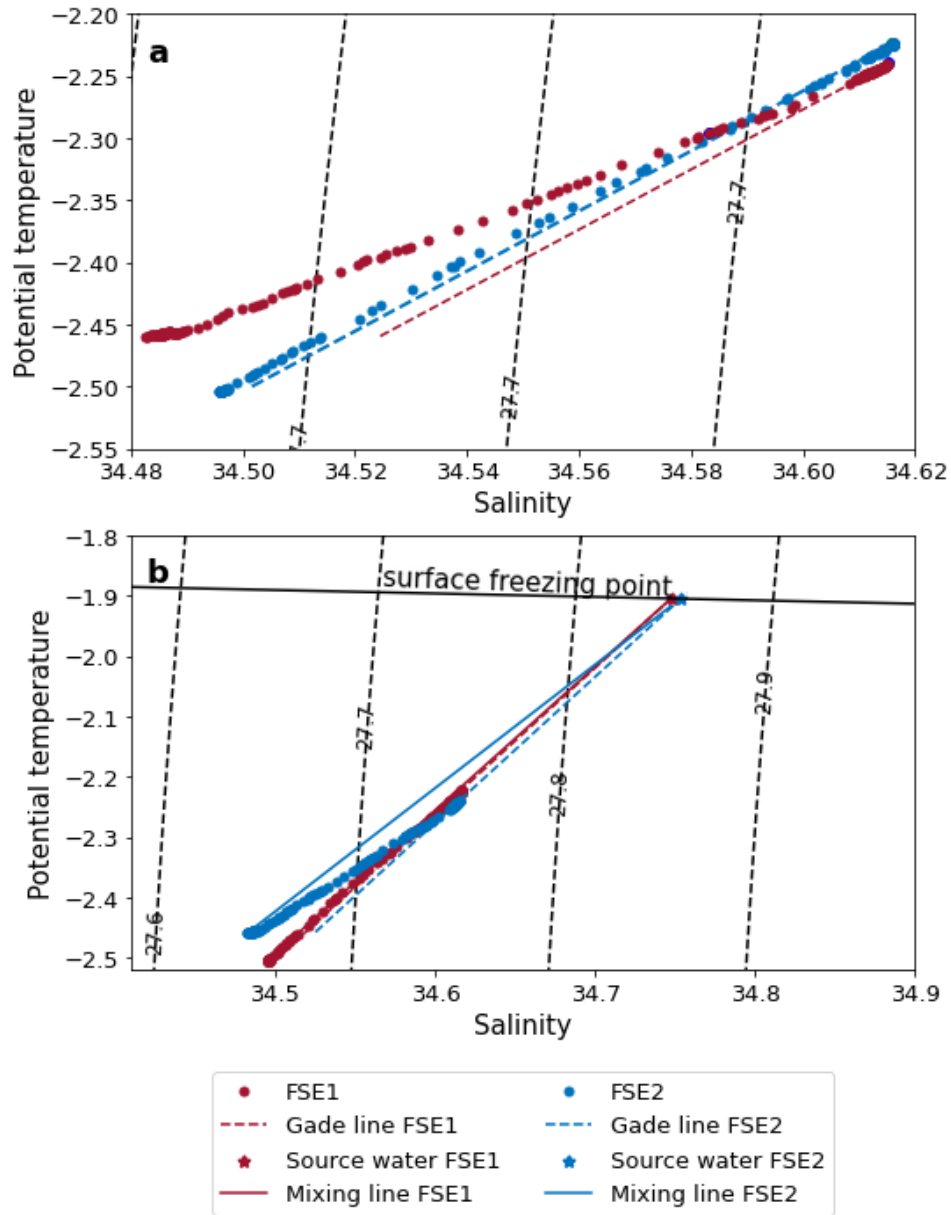 a
Potential temperature
−2.20
−2.25
−2.30
−2.35
−2.40
−2.45
−2.50
−2.55
27.7
27.7
7.7
34.48 34.50 34.52 34.54 34.56 34.58 34.60 34.62
Salinity
b
surface freezing point
Potential temperature
−1.8
−1.9
−2.0
−2.1
−2.2
−2.3
−2.4
−2.5
27.6
27.7
27.8
27.9
34.5 34.6 34.7 34.8 34.9
Salinity
FSE1 FSE2
Gade line FSE1 Gade line FSE2
Source water FSE1 Source water FSE2
Mixing line FSE1 Mixing line FSE2